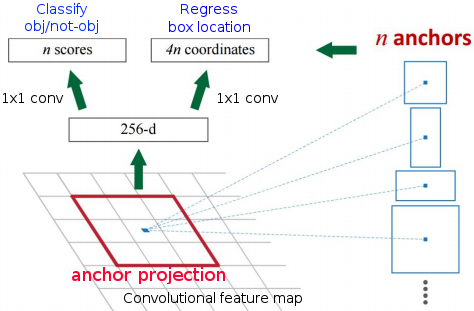 Classify
obj/not-obj
Regress
box location
n anchors
n scores
4n coordinates
1x1 conv
1x1 conv
256-d
anchor projection
Convolutional feature map